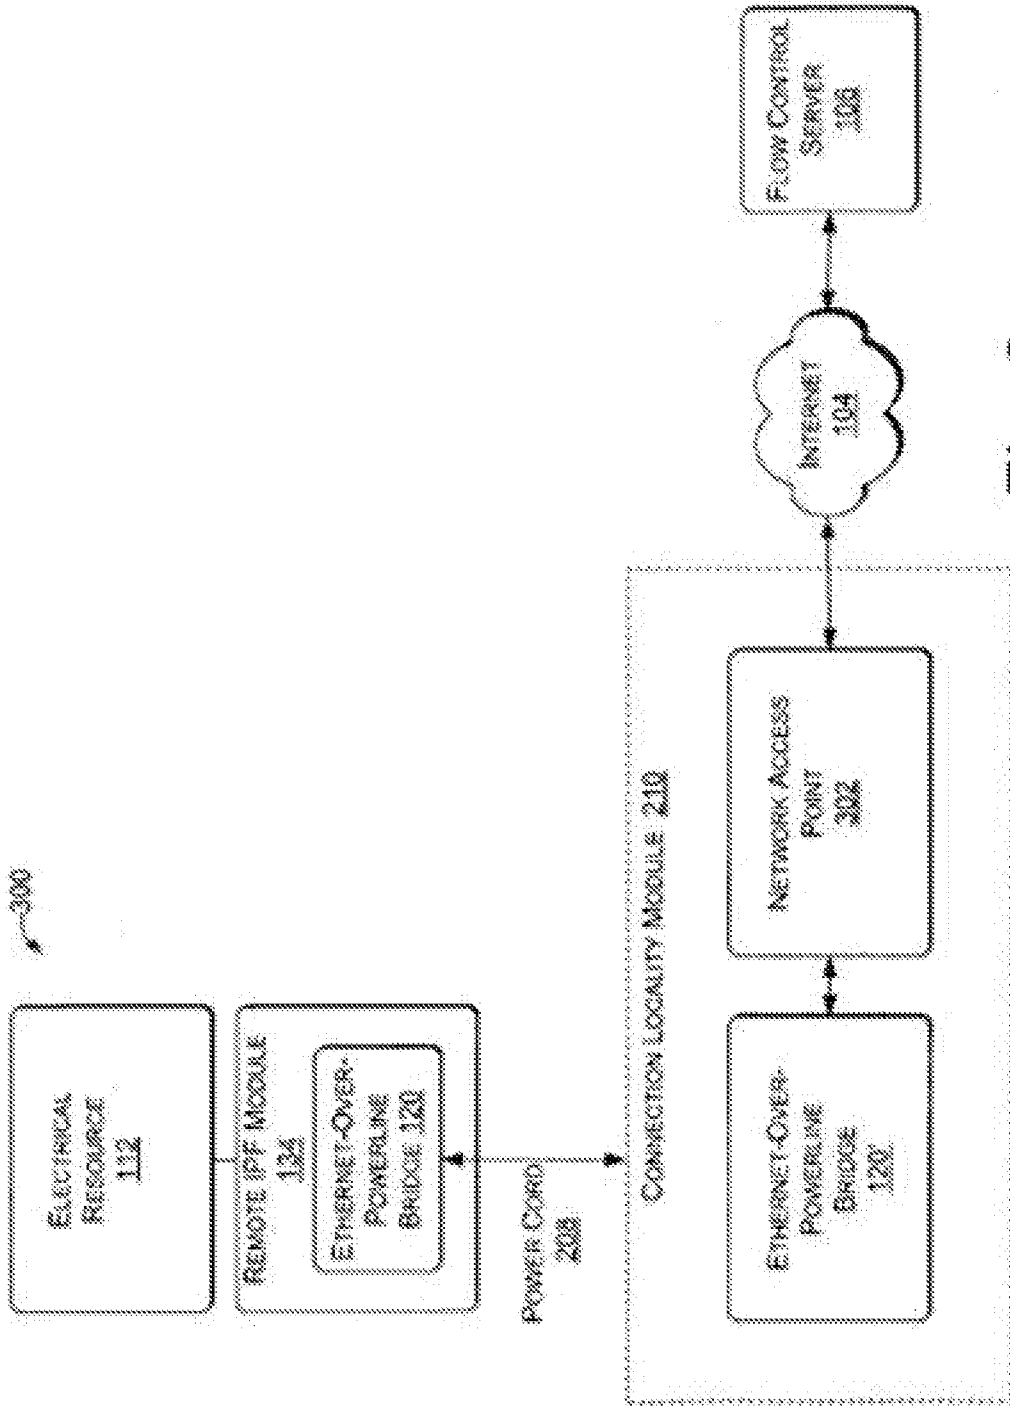 300
ELECTRICAL
RESOURCE
112
REMOTE IPF MODULE
134
ETHERNET-OVER-
POWERLINE
BRIDGE 120
POWER CORD
208
CONNECTION LOCALITY MODULE 210
ETHERNET-OVER-
POWERLINE
BRIDGE
120'
NETWORK ACCESS
POINT
302
INTERNET
104
FLOW CONTROL
SERVER